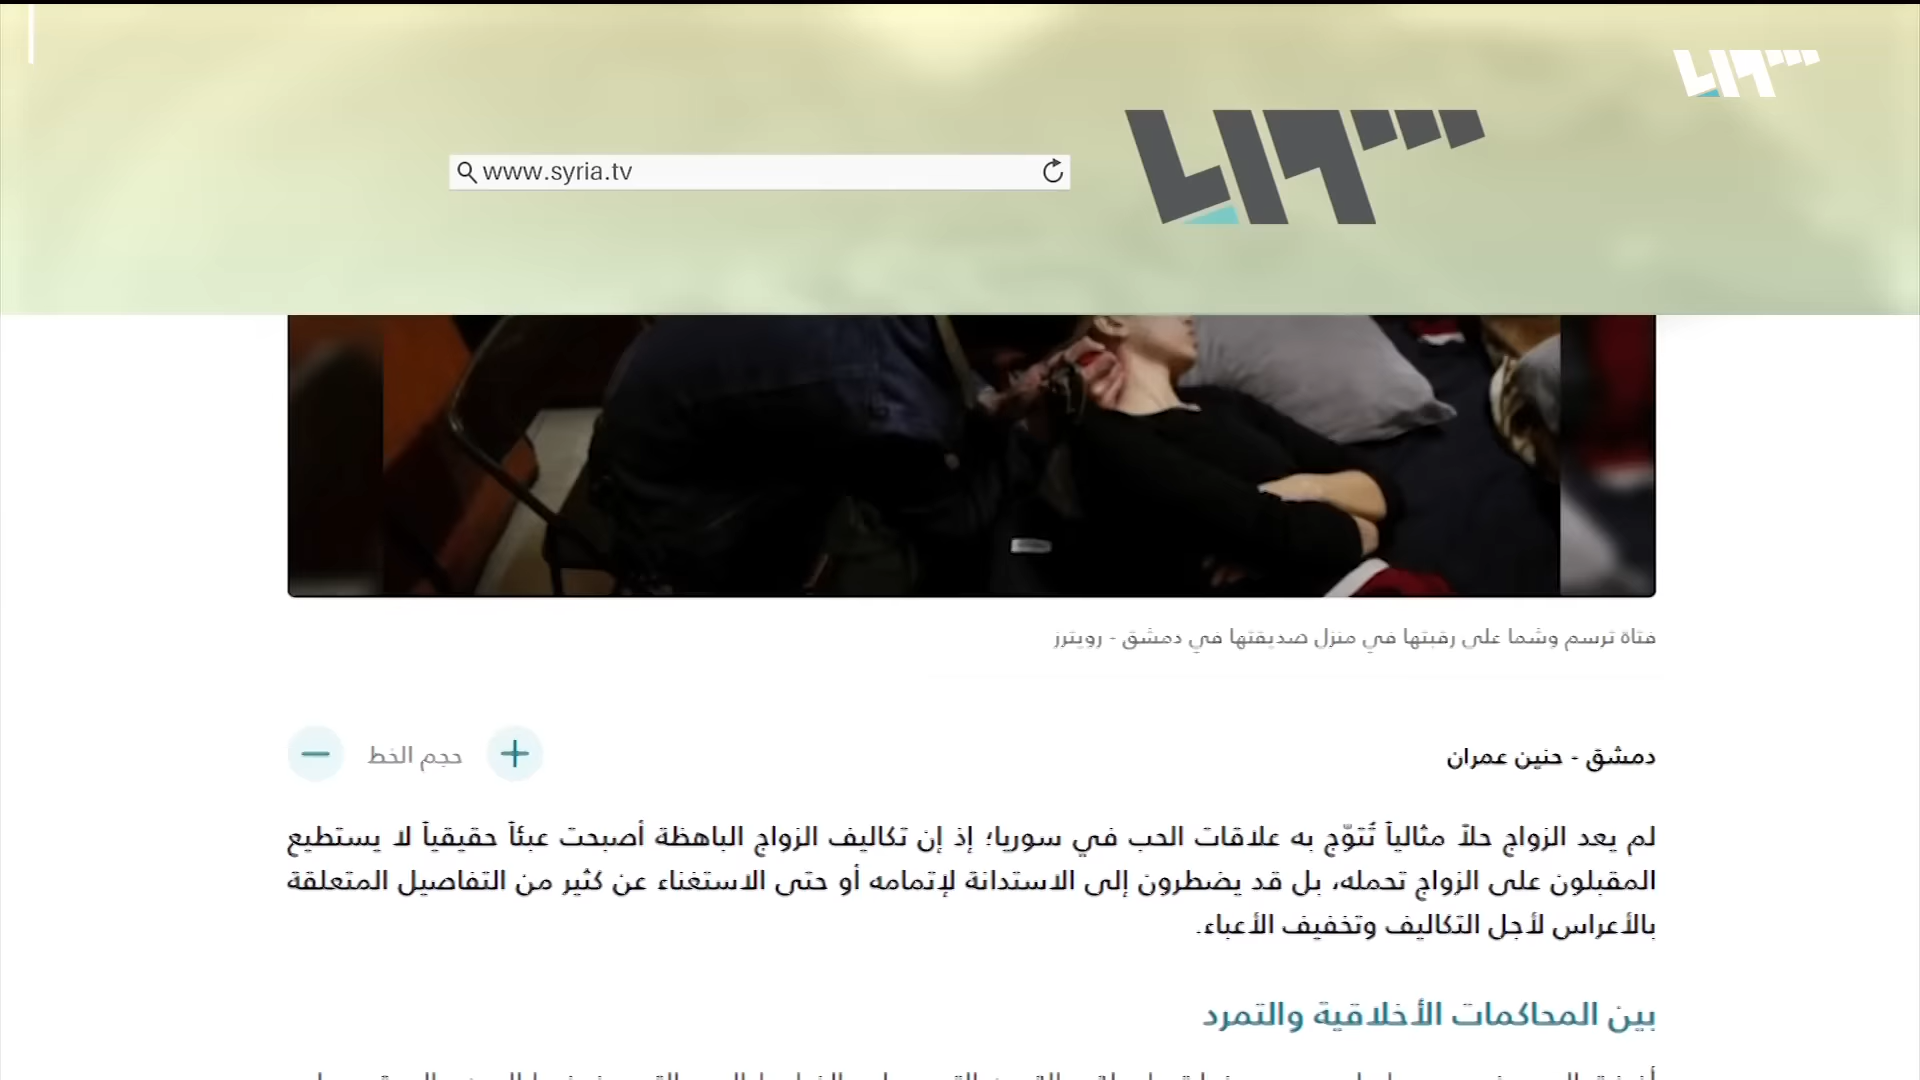 www.syria.tv
فتاة ترسم وشما على رقبتها في منزل صديقتها في دمشق - رويترز
دمشق - حنين عمران
حجم الخط
لم يعد الزواج حلاً مثالياً تُتوّج به علاقات الحب في سوريا؛ إذ إن تكاليف الزواج الباهظة أصبحت عبئاً حقيقياً لا يستطيع
المقبلون على الزواج تحمله، بل قد يضطرون إلى الاستدانة لإتمامه أو حتى الاستغناء عن كثير من التفاصيل المتعلقة
بالأعراس لأجل التكاليف وتخفيف الأعباء.
بين المحاكمات الأخلاقية والتمرد